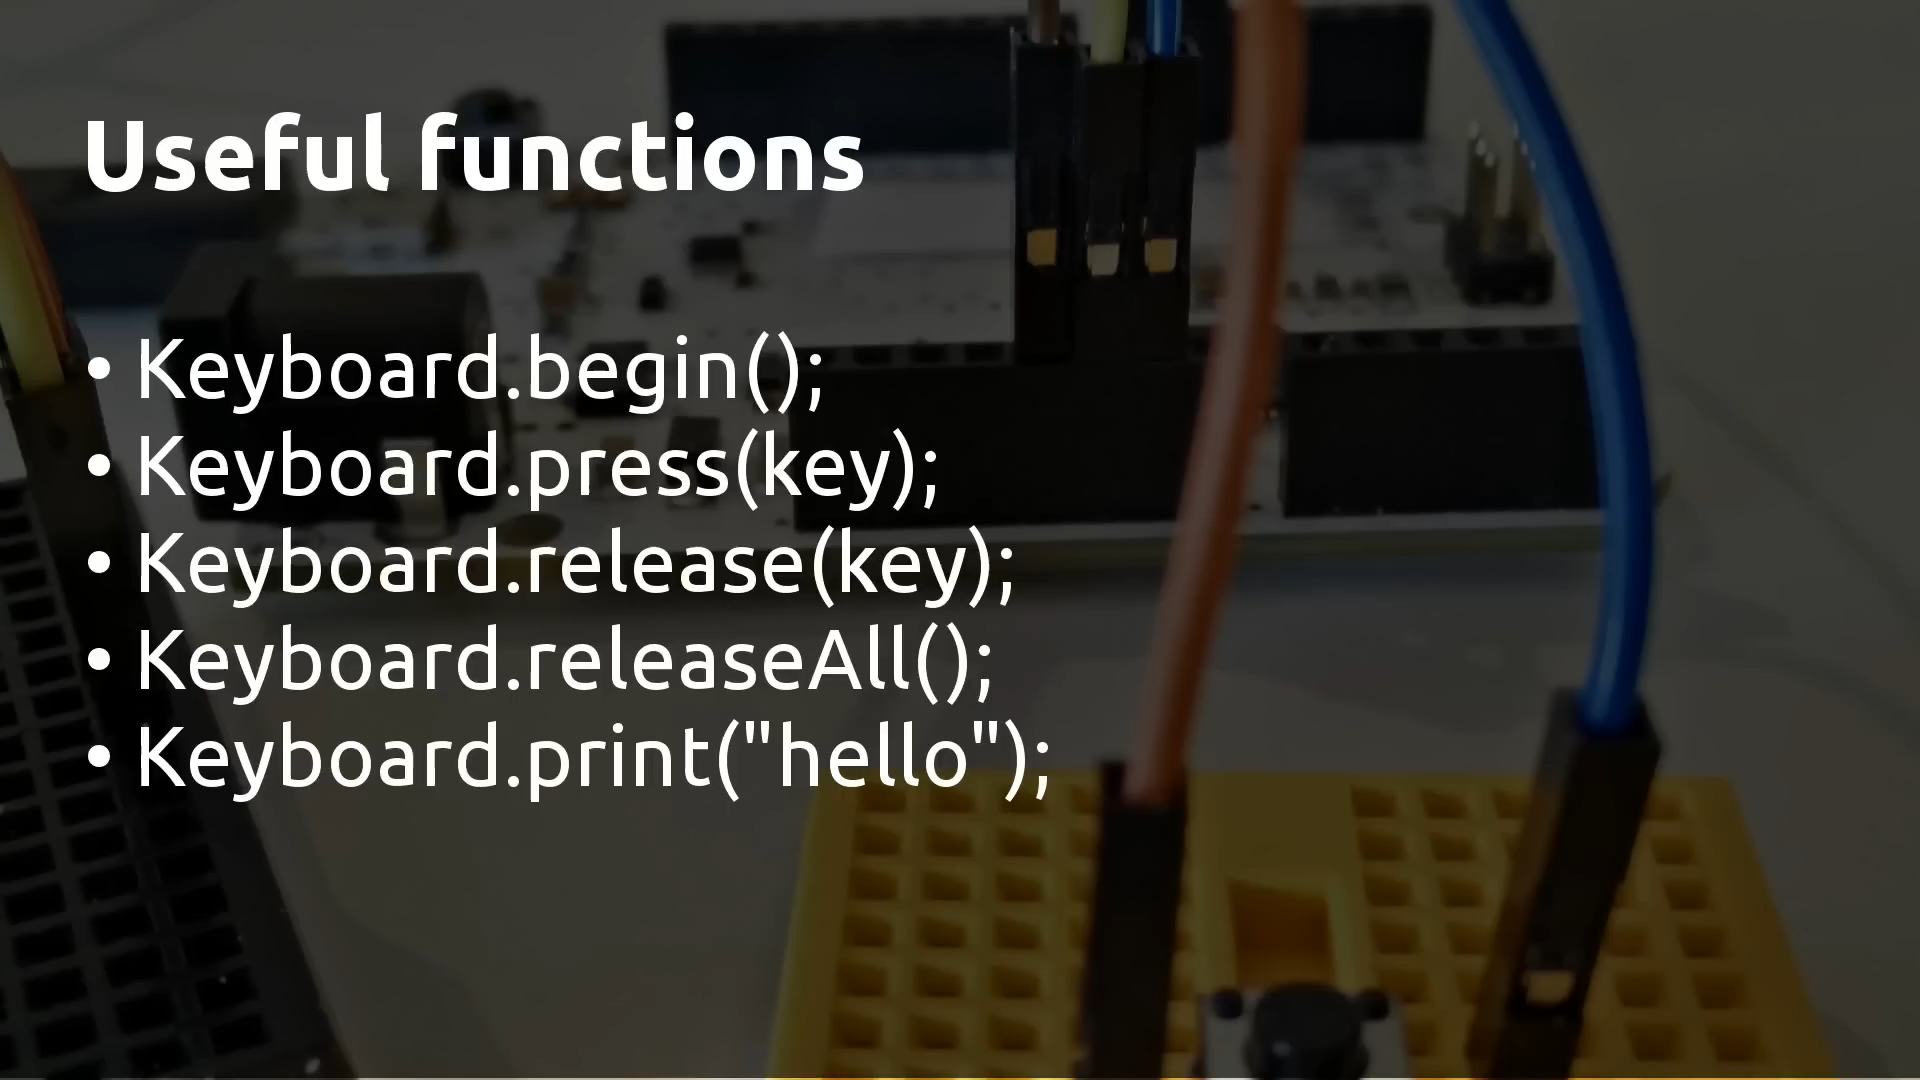 Useful functions
• Keyboard.begin();
• Keyboard.press(key);
• Keyboard.release(key);
• Keyboard.releaseAll();
• Keyboard.print("hello");